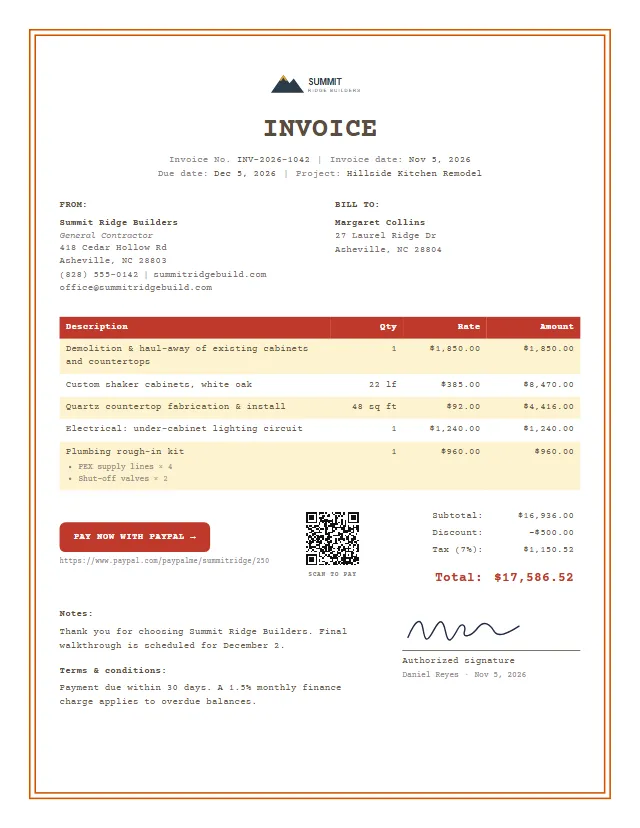 SUMMIT
RIDGE BUILDERS
INVOICE
Invoice No. INV-2026-1042 | Invoice date: Nov 5, 2026
Due date: Dec 5, 2026 | Project: Hillside Kitchen Remodel
FROM:
Summit Ridge Builders
General Contractor
418 Cedar Hollow Rd
Asheville, NC 28803
(828) 555-0142 | summitridgebuild.com
office@summitridgebuild.com
BILL TO:
Margaret Collins
27 Laurel Ridge Dr
Asheville, NC 28804
Description Qty Rate Amount
Demolition & haul-away of existing cabinets 1 $1,850.00 $1,850.00
and countertops
Custom shaker cabinets, white oak 22 lf $385.00 $8,470.00
Quartz countertop fabrication & install 48 sq ft $92.00 $4,416.00
Electrical: under-cabinet lighting circuit 1 $1,240.00 $1,240.00
Plumbing rough-in kit 1 $960.00 $960.00
• PEX supply lines × 4
• Shut-off valves × 2
PAY NOW WITH PAYPAL →
https://www.paypal.com/paypalme/summitridge/250
SCAN TO PAY
Subtotal: $16,936.00
Discount: -$500.00
Tax (7%): $1,150.52
Total: $17,586.52
Notes:
Thank you for choosing Summit Ridge Builders. Final
walkthrough is scheduled for December 2.
Terms & conditions:
Payment due within 30 days. A 1.5% monthly finance
charge applies to overdue balances.
Authorized signature
Daniel Reyes · Nov 5, 2026